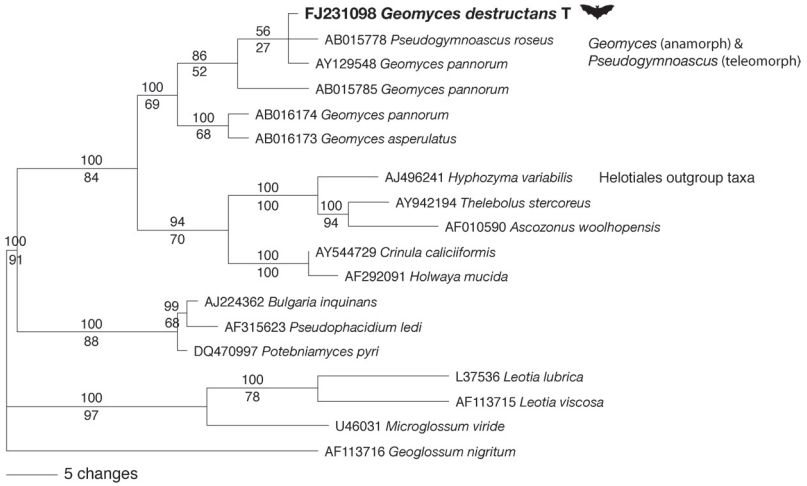 FJ231098 Geomyces destructans T
56
AB015778 Pseudogymnoascus roseus
27
Geomyces (anamorph) &
Pseudogymnoascus (teleomorph)
86
AY129548 Geomyces pannorum
52
100
AB015785 Geomyces pannorum
69
AB016174 Geomyces pannorum
100
68
AB016173 Geomyces asperulatus
100
84
AJ496241 Hyphozyma variabilis
Helotiales outgroup taxa
100
100
AY942194 Thelebolus stercoreus
100
94
AF010590 Ascozonus woolhopensis
94
70
AY544729 Crinula caliciiformis
100
100
AF292091 Holwaya mucida
100
91
AJ224362 Bulgaria inquinans
99
68
AF315623 Pseudophacidium ledi
100
88
DQ470997 Potebniamyces pyri
L37536 Leotia lubrica
100
78
AF113715 Leotia viscosa
100
97
U46031 Microglossum viride
AF113716 Geoglossum nigritum
5 changes